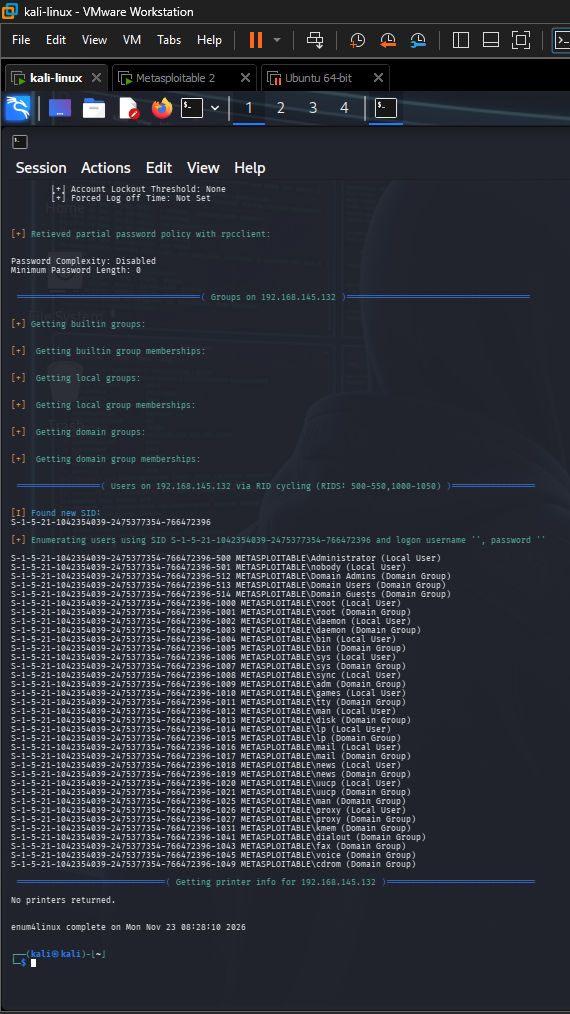 kali-linux - VMware Workstation
File Edit View VM Tabs Help
kali-linux Metasploitable 2 Ubuntu 64-bit
1 2 3 4
Session Actions Edit View Help
[+] Account Lockout Threshold: None
[+] Forced Log off Time: Not Set
[+] Retieved partial password policy with rpcclient:
Password Complexity: Disabled
Minimum Password Length: 0
( Groups on 192.168.145.132 )
[+] Getting builtin groups:
[+] Getting builtin group memberships:
[+] Getting local groups:
[+] Getting local group memberships:
[+] Getting domain groups:
[+] Getting domain group memberships:
( Users on 192.168.145.132 via RID cycling (RIDS: 500-550,1000-1050) )
[I] Found new SID:
S-1-5-21-1042354039-2475377354-766472396
[+] Enumerating users using SID S-1-5-21-1042354039-2475377354-766472396 and logon username '', password ''
S-1-5-21-1042354039-2475377354-766472396-500 METASPLOITABLE\Administrator (Local User)
S-1-5-21-1042354039-2475377354-766472396-501 METASPLOITABLE\nobody (Local User)
S-1-5-21-1042354039-2475377354-766472396-512 METASPLOITABLE\Domain Admins (Domain Group)
S-1-5-21-1042354039-2475377354-766472396-513 METASPLOITABLE\Domain Users (Domain Group)
S-1-5-21-1042354039-2475377354-766472396-514 METASPLOITABLE\Domain Guests (Domain Group)
S-1-5-21-1042354039-2475377354-766472396-1000 METASPLOITABLE\root (Local User)
S-1-5-21-1042354039-2475377354-766472396-1001 METASPLOITABLE\root (Domain Group)
S-1-5-21-1042354039-2475377354-766472396-1002 METASPLOITABLE\daemon (Local User)
S-1-5-21-1042354039-2475377354-766472396-1003 METASPLOITABLE\daemon (Domain Group)
S-1-5-21-1042354039-2475377354-766472396-1004 METASPLOITABLE\bin (Local User)
S-1-5-21-1042354039-2475377354-766472396-1005 METASPLOITABLE\bin (Domain Group)
S-1-5-21-1042354039-2475377354-766472396-1006 METASPLOITABLE\sys (Local User)
S-1-5-21-1042354039-2475377354-766472396-1007 METASPLOITABLE\sys (Domain Group)
S-1-5-21-1042354039-2475377354-766472396-1008 METASPLOITABLE\sync (Local User)
S-1-5-21-1042354039-2475377354-766472396-1009 METASPLOITABLE\adm (Domain Group)
S-1-5-21-1042354039-2475377354-766472396-1010 METASPLOITABLE\games (Local User)
S-1-5-21-1042354039-2475377354-766472396-1011 METASPLOITABLE\tty (Domain Group)
S-1-5-21-1042354039-2475377354-766472396-1012 METASPLOITABLE\man (Local User)
S-1-5-21-1042354039-2475377354-766472396-1013 METASPLOITABLE\disk (Domain Group)
S-1-5-21-1042354039-2475377354-766472396-1014 METASPLOITABLE\lp (Local User)
S-1-5-21-1042354039-2475377354-766472396-1015 METASPLOITABLE\lp (Domain Group)
S-1-5-21-1042354039-2475377354-766472396-1016 METASPLOITABLE\mail (Local User)
S-1-5-21-1042354039-2475377354-766472396-1017 METASPLOITABLE\mail (Domain Group)
S-1-5-21-1042354039-2475377354-766472396-1018 METASPLOITABLE\news (Local User)
S-1-5-21-1042354039-2475377354-766472396-1019 METASPLOITABLE\news (Domain Group)
S-1-5-21-1042354039-2475377354-766472396-1020 METASPLOITABLE\uucp (Local User)
S-1-5-21-1042354039-2475377354-766472396-1021 METASPLOITABLE\uucp (Domain Group)
S-1-5-21-1042354039-2475377354-766472396-1025 METASPLOITABLE\man (Domain Group)
S-1-5-21-1042354039-2475377354-766472396-1026 METASPLOITABLE\proxy (Local User)
S-1-5-21-1042354039-2475377354-766472396-1027 METASPLOITABLE\proxy (Domain Group)
S-1-5-21-1042354039-2475377354-766472396-1031 METASPLOITABLE\kmem (Domain Group)
S-1-5-21-1042354039-2475377354-766472396-1041 METASPLOITABLE\dialout (Domain Group)
S-1-5-21-1042354039-2475377354-766472396-1043 METASPLOITABLE\fax (Domain Group)
S-1-5-21-1042354039-2475377354-766472396-1045 METASPLOITABLE\voice (Domain Group)
S-1-5-21-1042354039-2475377354-766472396-1049 METASPLOITABLE\cdrom (Domain Group)
( Getting printer info for 192.168.145.132 )
No printers returned.
enum4linux complete on Mon Nov 23 08:28:10 2026
(kali㉿kali)-[~]
$